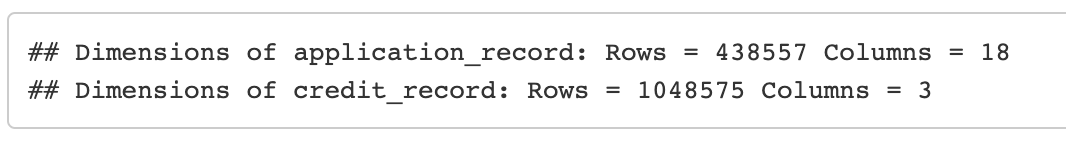 ## Dimensions of application_record: Rows = 438557 Columns = 18
## Dimensions of credit_record: Rows = 1048575 Columns = 3